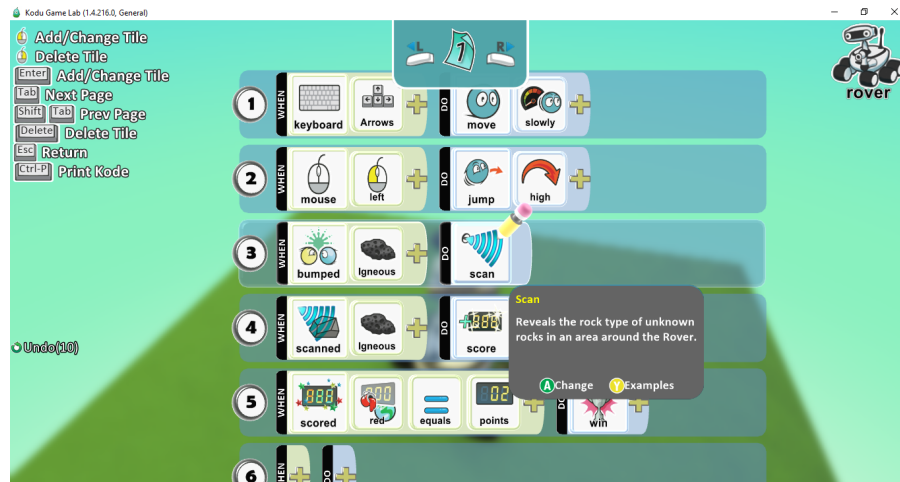 Kodu Game Lab (1.4.216.0, General)
Add/Change Tile
Delete Tile
Enter Add/Change Tile
Tab Next Page
Shift Tab Prev Page
Delete Delete Tile
Esc Return
Ctrl-P Print Kode
L 1 R
rover
1 WHEN keyboard Arrows DO move slowly
2 WHEN mouse left DO jump high
3 WHEN bumped Igneous DO scan
4 WHEN scanned Igneous DO score
Scan
Reveals the rock type of unknown
rocks in an area around the Rover.
A Change Y Examples
Undo(10)
5 WHEN scored red equals 02 points DO win
6 WHEN DO